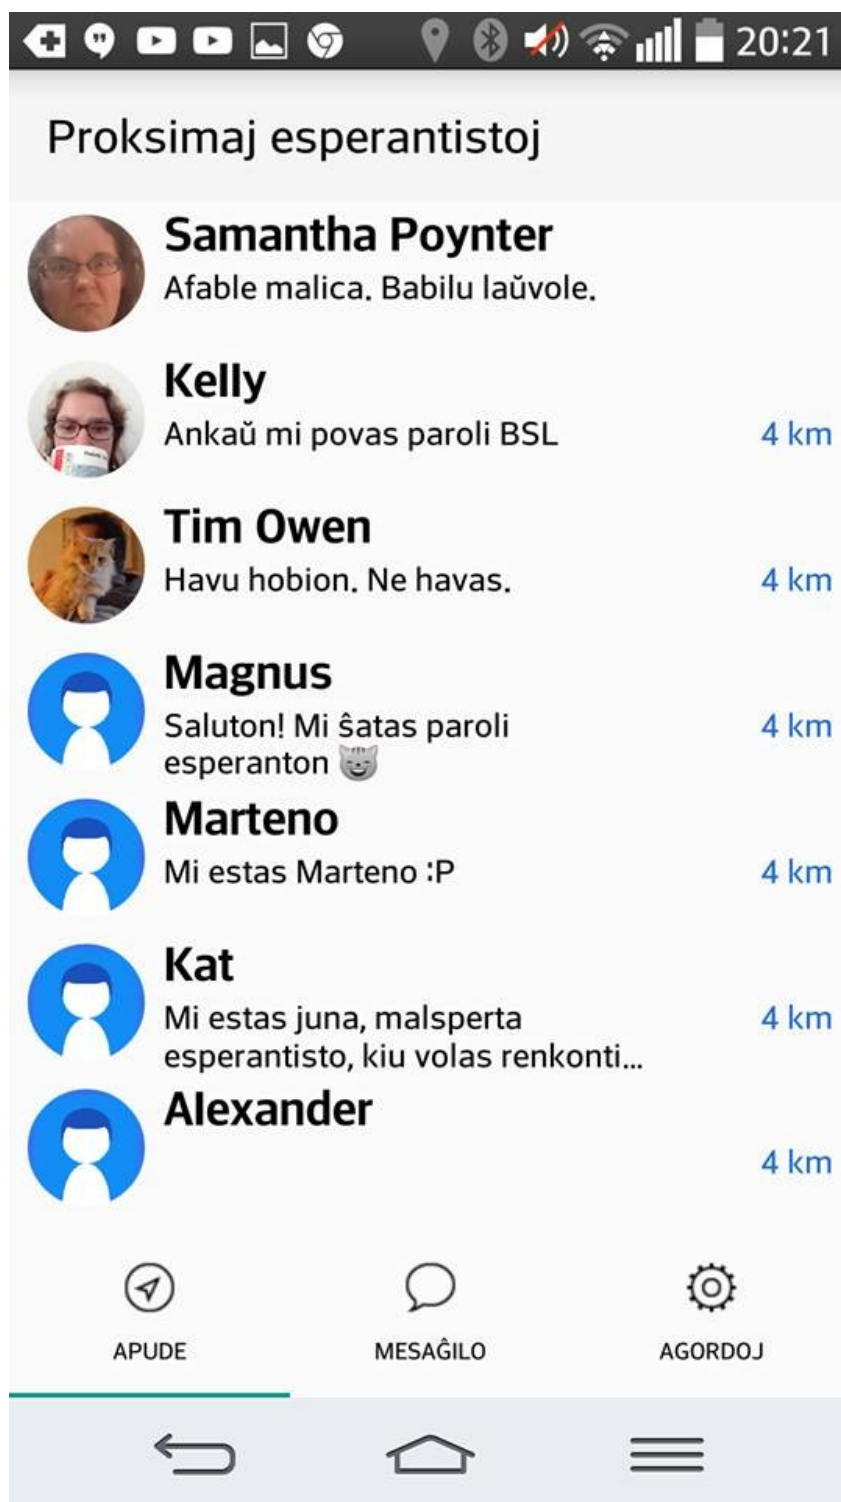 20:21
Proksimaj esperantistoj
Samantha Poynter
Afable malica. Babilu laŭvole.
Kelly
Ankaŭ mi povas paroli BSL
4 km
Tim Owen
Havu hobion. Ne havas.
4 km
Magnus
Saluton! Mi ŝatas paroli
4 km
esperanton 😸
Marteno
Mi estas Marteno :P
4 km
Kat
Mi estas juna, malsperta
4 km
esperantisto, kiu volas renkonti...
Alexander
4 km
APUDE
MESAĜILO
AGORDOJ